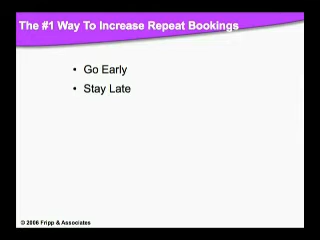 The #1 Way To Increase Repeat Bookings
• Go Early
• Stay Late
© 2006 Fripp & Associates